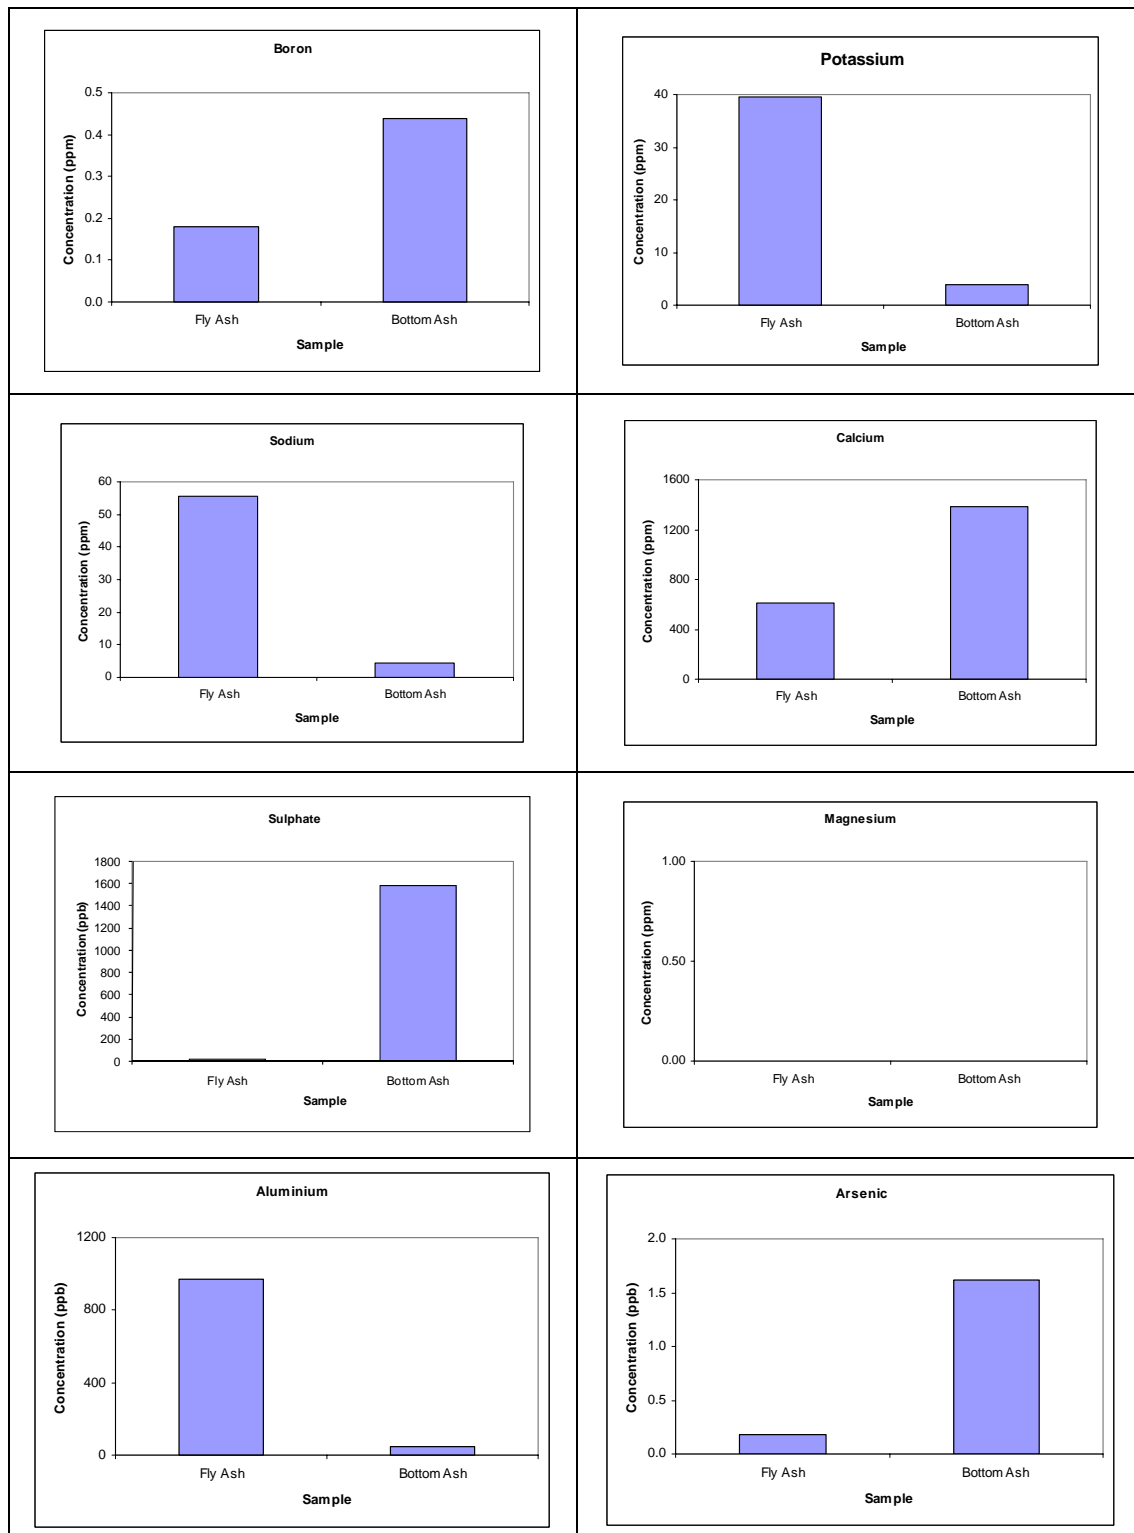 Boron
0.5
0.4
0.3
0.2
0.1
0.0
Concentration (ppm)
Fly Ash Bottom Ash
Sample
Potassium
40
30
20
10
0
Concentration (ppm)
Fly Ash Bottom Ash
Sample
Sodium
60
50
40
30
20
10
0
Concentration (ppm)
Fly Ash Bottom Ash
Sample
Calcium
1600
1200
800
400
0
Concentration (ppm)
Fly Ash Bottom Ash
Sample
Sulphate
1800
1600
1400
1200
1000
800
600
400
200
0
Concentration (ppb)
Fly Ash Bottom Ash
Sample
Magnesium
1.00
0.50
0.00
Concentration (ppm)
Fly Ash Bottom Ash
Sample
Aluminium
1200
800
400
0
Concentration (ppb)
Fly Ash Bottom Ash
Sample
Arsenic
2.0
1.5
1.0
0.5
0.0
Concentration (ppb)
Fly Ash Bottom Ash
Sample